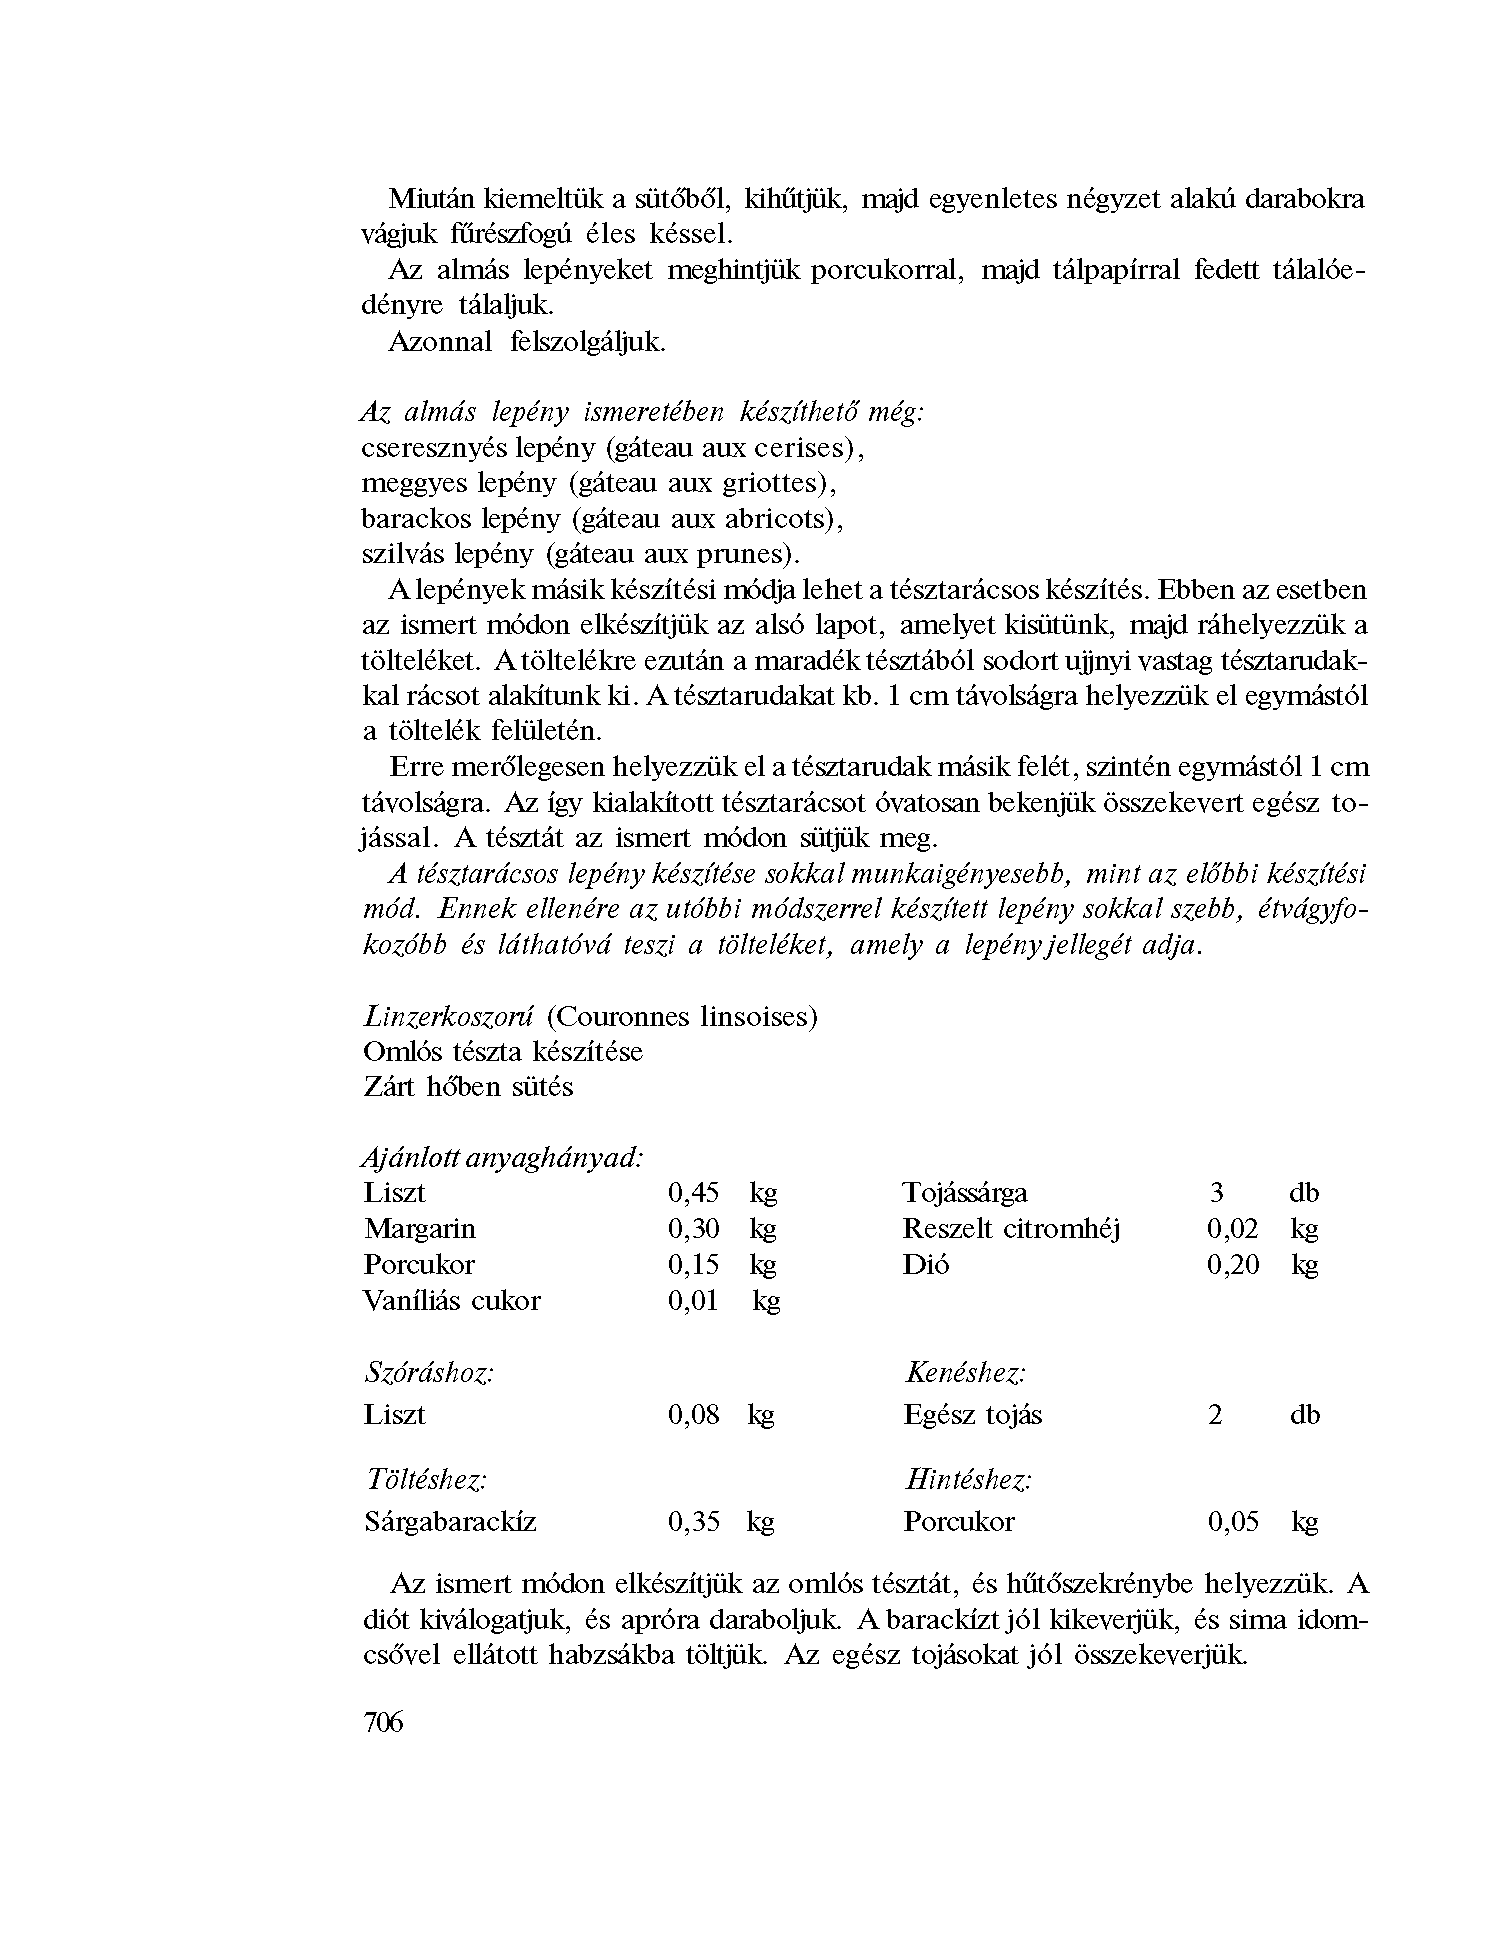 Miután kiemeltük a sütőből, kihűtjük, majd egyenletes négyzet alakú darabokra
vágjuk fűrészfogú éles késsel.
Az almás lepényeket meghintjük porcukorral, majd tálpapírral fedett tálalóe-
dényre tálaljuk.
Azonnal felszolgáljuk.
Az almás lepény ismeretében készíthető még:
cseresznyés lepény (gáteau aux cerises),
meggyes lepény (gáteau aux griottes),
barackos lepény (gáteau aux abricots),
szilvás lepény (gáteau aux prunes).
A lepények másik készítési módja lehet a tésztarácsos készítés. Ebben az esetben
az ismert módon elkészítjük az alsó lapot, amelyet kisütünk, majd ráhelyezzük a
tölteléket. A töltelékre ezután a maradék tésztából sodort ujjnyi vastag tésztarudak-
kal rácsot alakítunk ki. A tésztarudakat kb. 1 cm távolságra helyezzük el egymástól
a töltelék felületén.
Erre merőlegesen helyezzük el a tésztarudak másik felét, szintén egymástól 1 cm
távolságra. Az így kialakított tésztarácsot óvatosan bekenjük összekevert egész to-
jással. A tésztát az ismert módon sütjük meg.
A tésztarácsos lepény készítése sokkal munkaigényesebb, mint az előbbi készítési
mód. Ennek ellenére az utóbbi módszerrel készített lepény sokkal szebb, étvágyfo-
kozóbb és láthatóvá teszi a tölteléket, amely a lepény jellegét adja.
Linzerkoszorú (Couronnes linsoises)
Omlós tészta készítése
Zárt hőben sütés
Ajánlott anyaghányad:
Liszt 0,45 kg Tojássárga 3 db
Margarin 0,30 kg Reszelt citromhéj 0,02 kg
Porcukor 0,15 kg Dió 0,20 kg
Vaníliás cukor 0,01 kg
Szóráshoz: Kenéshez:
Liszt 0,08 kg Egész tojás 2 db
Töltéshez: Hintéshez:
Sárgabarackíz 0,35 kg Porcukor 0,05 kg
Az ismert módon elkészítjük az omlós tésztát, és hűtőszekrénybe helyezzük. A
diót kiválogatjuk, és apróra daraboljuk. A barackízt jól kikeverjük, és sima idom-
csővel ellátott habzsákba töltjük. Az egész tojásokat jól összekeverjük.
706